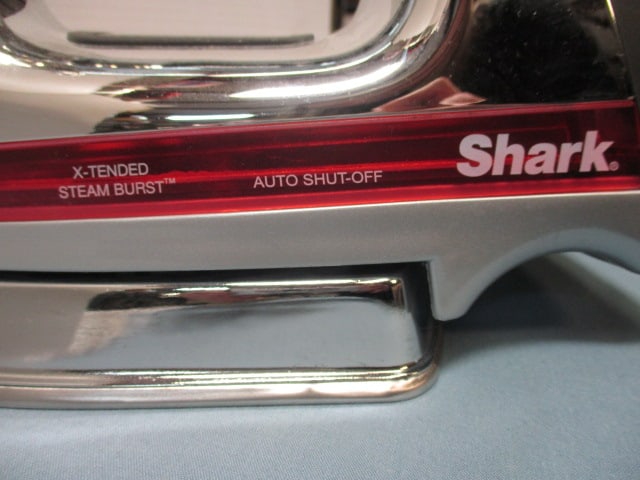 X-TENDED
STEAM BURST™
AUTO SHUT-OFF
Shark®